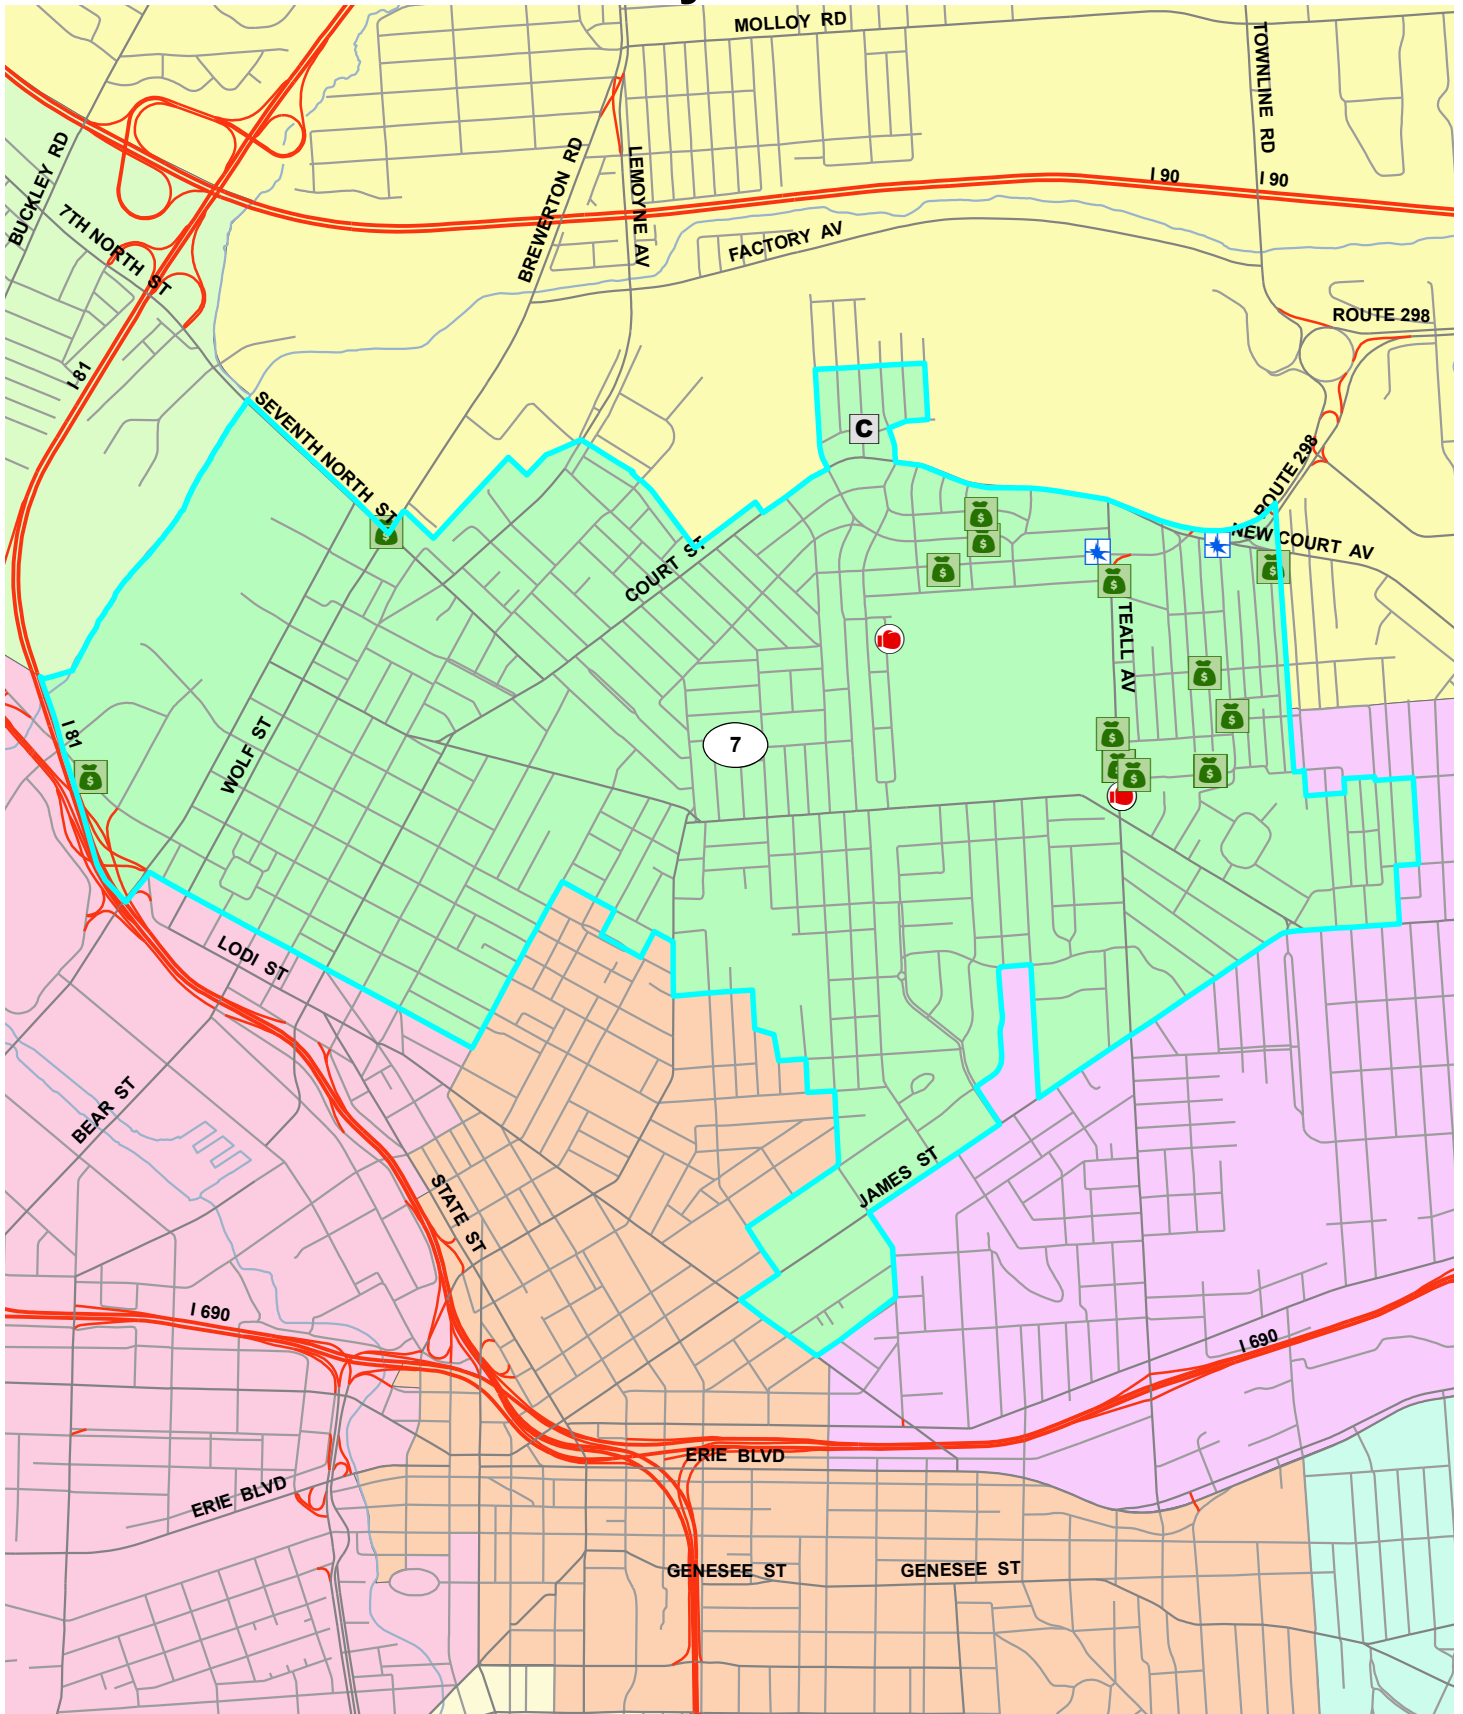 MOLLOY RD
TOWNLINE RD
BUCKLEY RD
BREWERTON RD
LEMOYNE AV
I 90
I 90
7TH NORTH ST
FACTORY AV
ROUTE 298
I 81
SEVENTH NORTH ST
C
ROUTE 298
NEW COURT AV
COURT ST
TEALL AV
I 81
WOLF ST
7
LODI ST
BEAR ST
STATE ST
JAMES ST
I 690
I 690
ERIE BLVD
ERIE BLVD
GENESEE ST
GENESEE ST
$
$
$
$
$
$
$
$
$
$
$
$
$